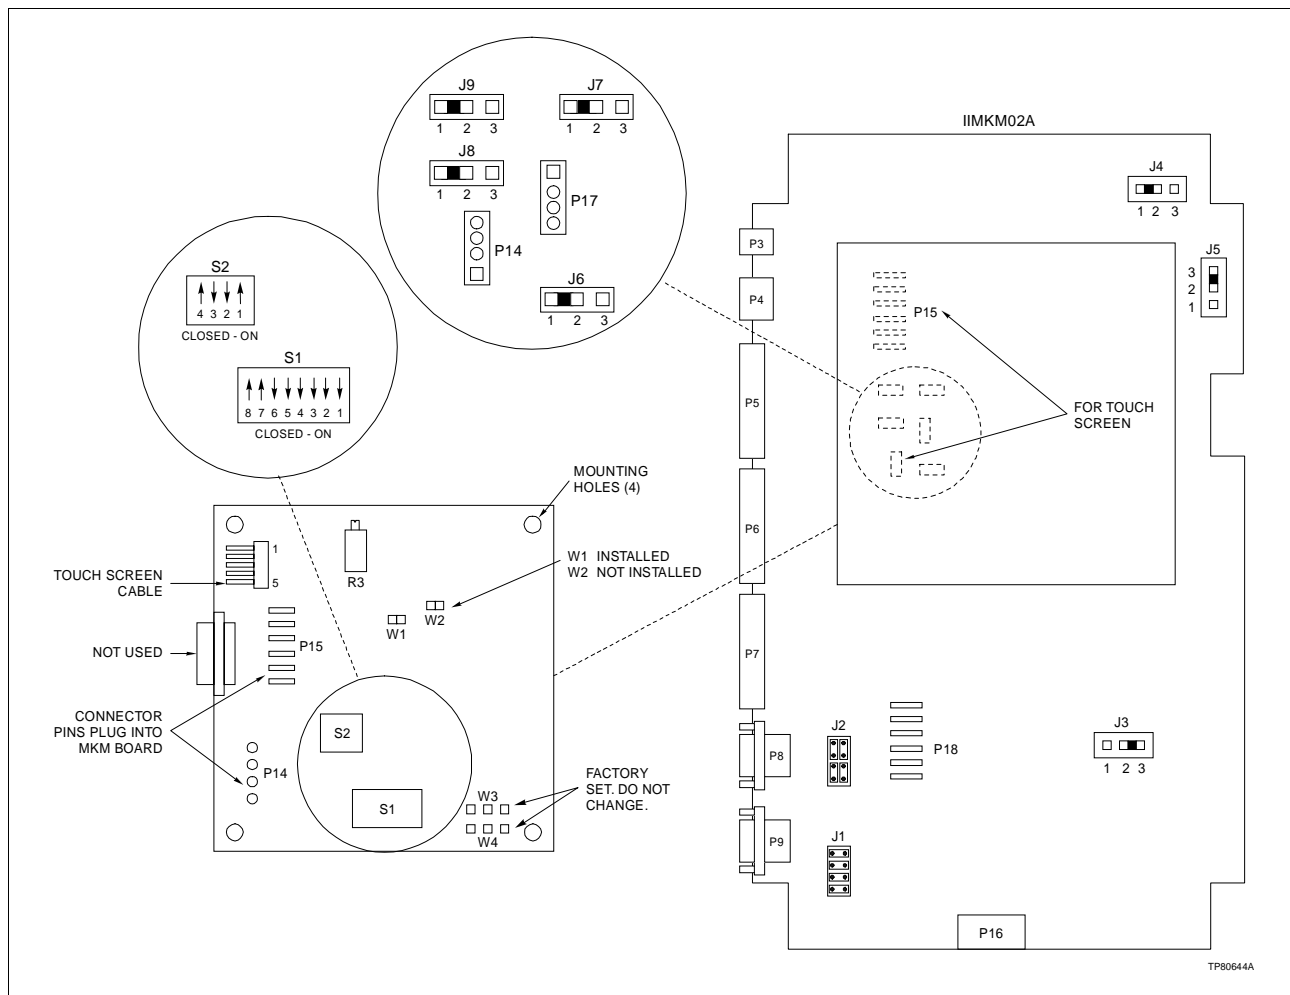 J9
1 2 3
J7
1 2 3
J8
1 2 3
P17
P14
J6
1 2 3
S2
4 3 2 1
CLOSED - ON
S1
8 7 6 5 4 3 2 1
CLOSED - ON
IIMKM02A
J4
1 2 3
J5
3
2
1
P3
P4
P5
P6
P7
P8
P9
P15
FOR TOUCH
SCREEN
MOUNTING
HOLES (4)
W1 INSTALLED
W2 NOT INSTALLED
TOUCH SCREEN
CABLE
1
5
R3
W1
W2
NOT USED
P15
CONNECTOR
PINS PLUG INTO
MKM BOARD
P14
S2
S1
FACTORY
SET. DO NOT
CHANGE.
W3
W4
J2
P18
J3
1 2 3
J1
P16
TP80644A